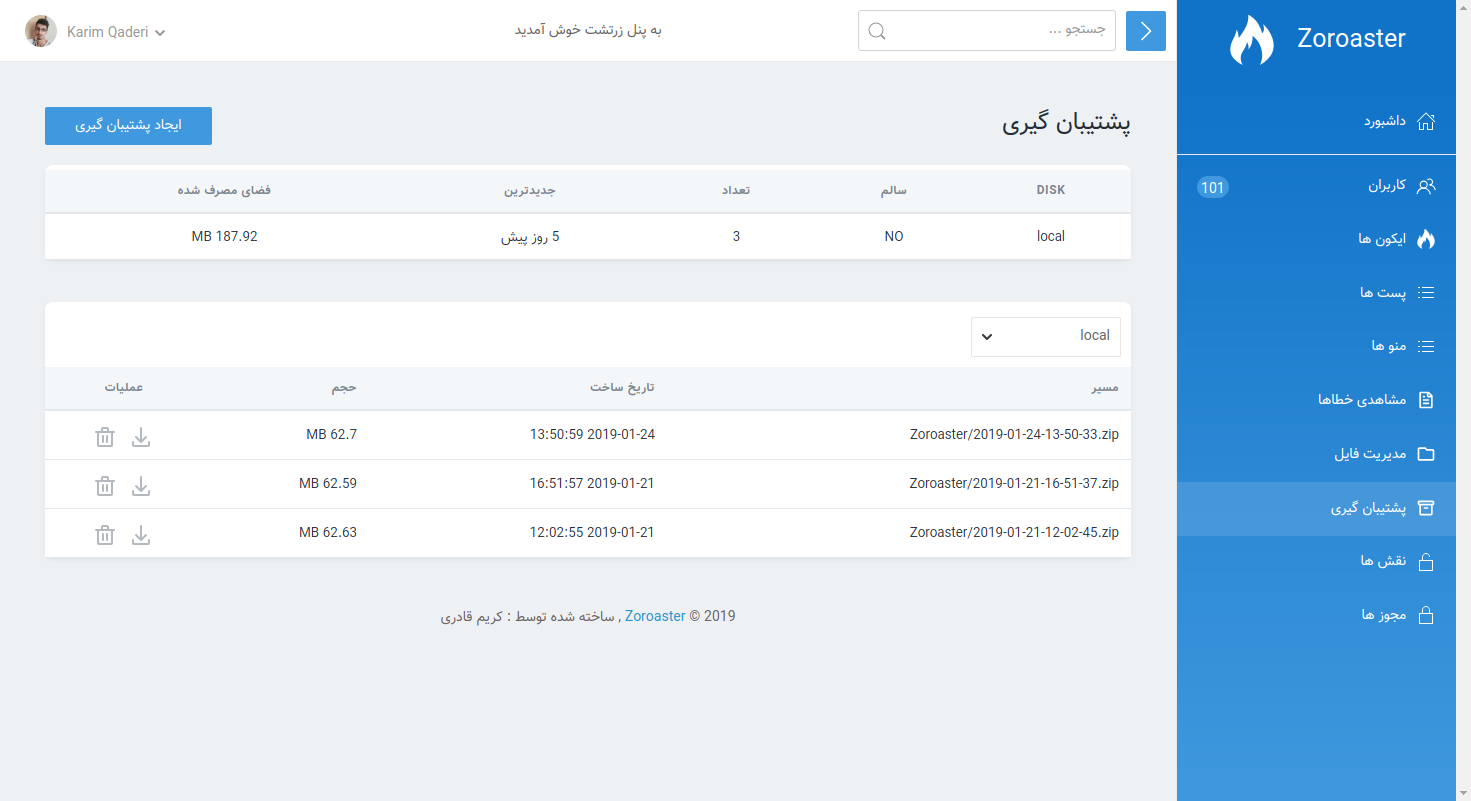 Zoroaster
جستجو ...
به پنل زرتشت خوش آمدید
Karim Qaderi
داشبورد
کاربران 101
ایکون ها
پست ها
منو ها
مشاهدی خطاها
مدیریت فایل
پشتیبان گیری
نقش ها
مجوز ها
پشتیبان گیری
ایجاد پشتیبان گیری
DISK سالم تعداد جدیدترین فضای مصرف شده
local NO 3 5 روز پیش MB 187.92
local
مسیر تاریخ ساخت حجم عملیات
Zoroaster/2019-01-24-13-50-33.zip 13:50:59 2019-01-24 MB 62.7
Zoroaster/2019-01-21-16-51-37.zip 16:51:57 2019-01-21 MB 62.59
Zoroaster/2019-01-21-12-02-45.zip 12:02:55 2019-01-21 MB 62.63
2019 © Zoroaster , ساخته شده توسط : کریم قادری